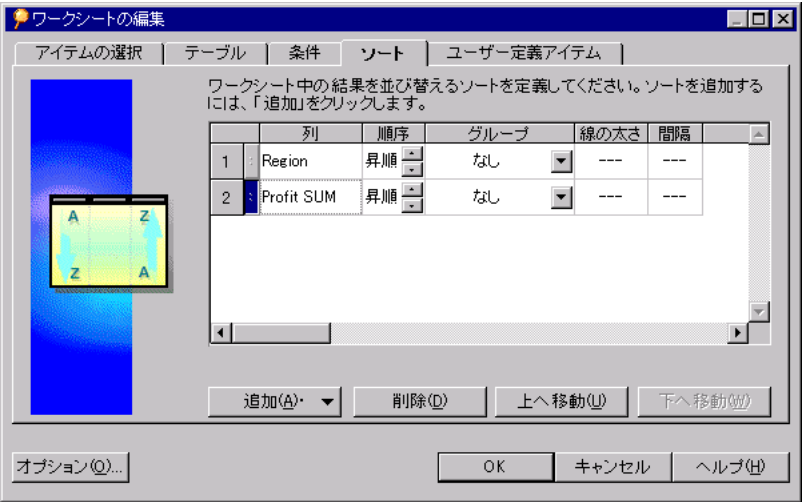 ワークシートの編集
アイテムの選択 テーブル 条件 ソート ユーザー定義アイテム
ワークシート中の結果を並び替えるソートを定義してください。ソートを追加する
には、「追加」をクリックします。
列 順序 グループ 線の太さ 間隔
1 Region 昇順 なし --- ---
2 Profit SUM 昇順 なし --- ---
A Z
Z A
追加(A)・ 削除(D) 上へ移動(U) 下へ移動(W)
オプション(O)... OK キャンセル ヘルプ(H)